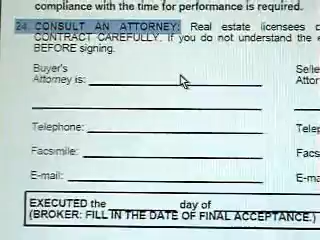 compliance with the time for performance is required.
24. CONSULT AN ATTORNEY: Real estate licensees
CONTRACT CAREFULLY. If you do not understand the
BEFORE signing.
Buyer's
Attorney is:
Telephone:
Facsimile:
E-mail:
Selle
Attor
Telep
Facs
E-ma
EXECUTED the day of
(BROKER: FILL IN THE DATE OF FINAL ACCEPTANCE.)